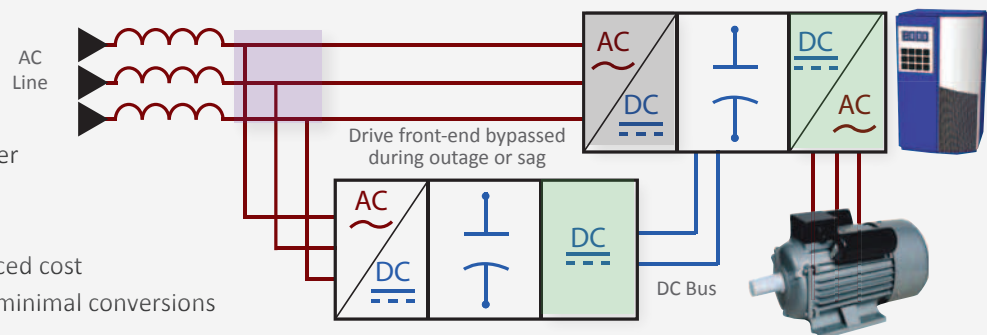 AC
Line
er
ced cost
minimal conversions
Drive front-end bypassed
during outage or sag
AC
DC
DC
AC
AC
DC
DC
DC Bus